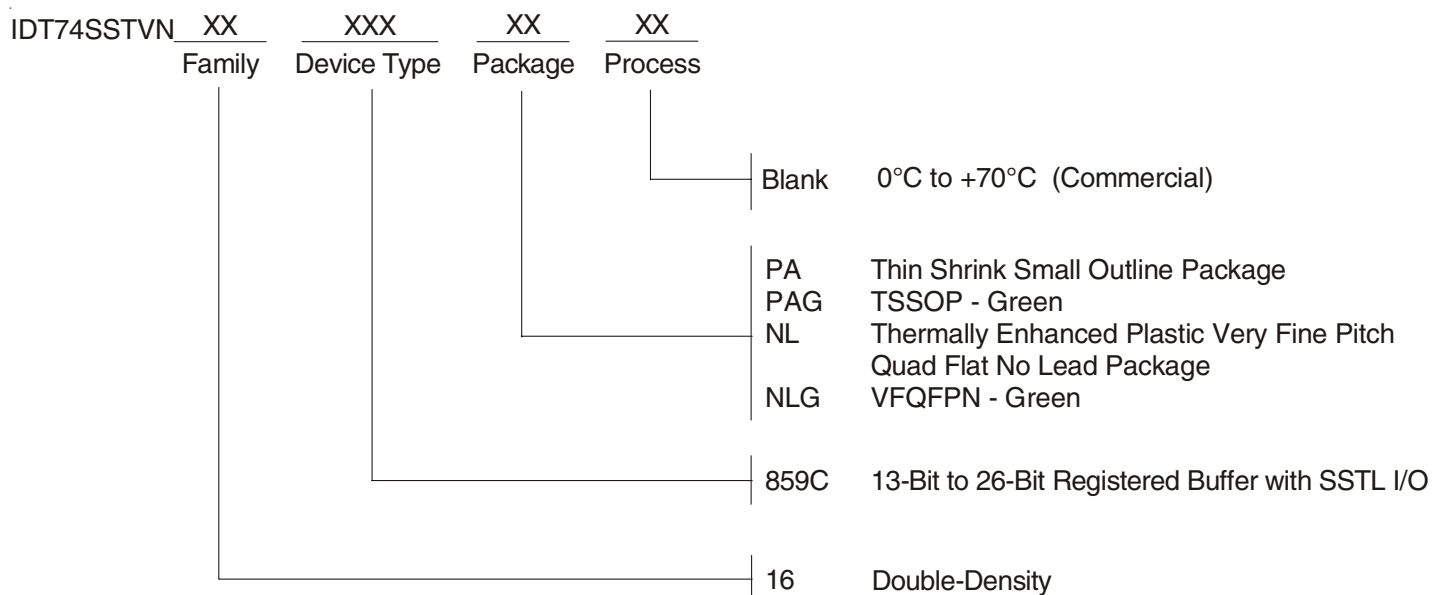 IDT74SSTVN XX XXX XX XX
Family Device Type Package Process
Blank 0°C to +70°C (Commercial)
PA Thin Shrink Small Outline Package
PAG TSSOP - Green
NL Thermally Enhanced Plastic Very Fine Pitch
Quad Flat No Lead Package
NLG VFQFPN - Green
859C 13-Bit to 26-Bit Registered Buffer with SSTL I/O
16 Double-Density